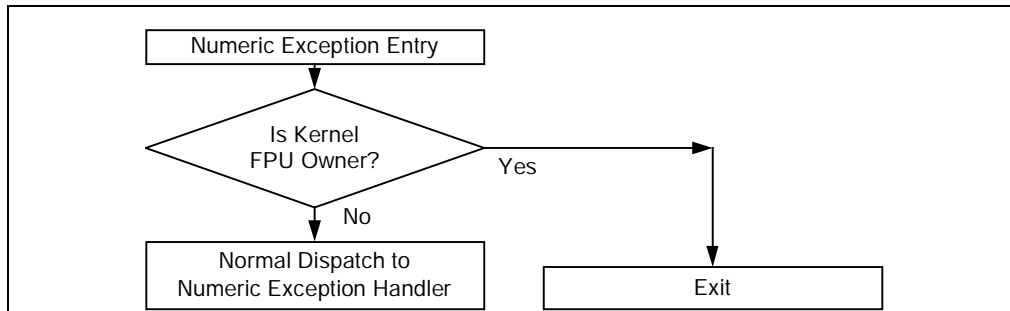 Numeric Exception Entry
Is Kernel
FPU Owner?
Yes
No
Normal Dispatch to
Numeric Exception Handler
Exit